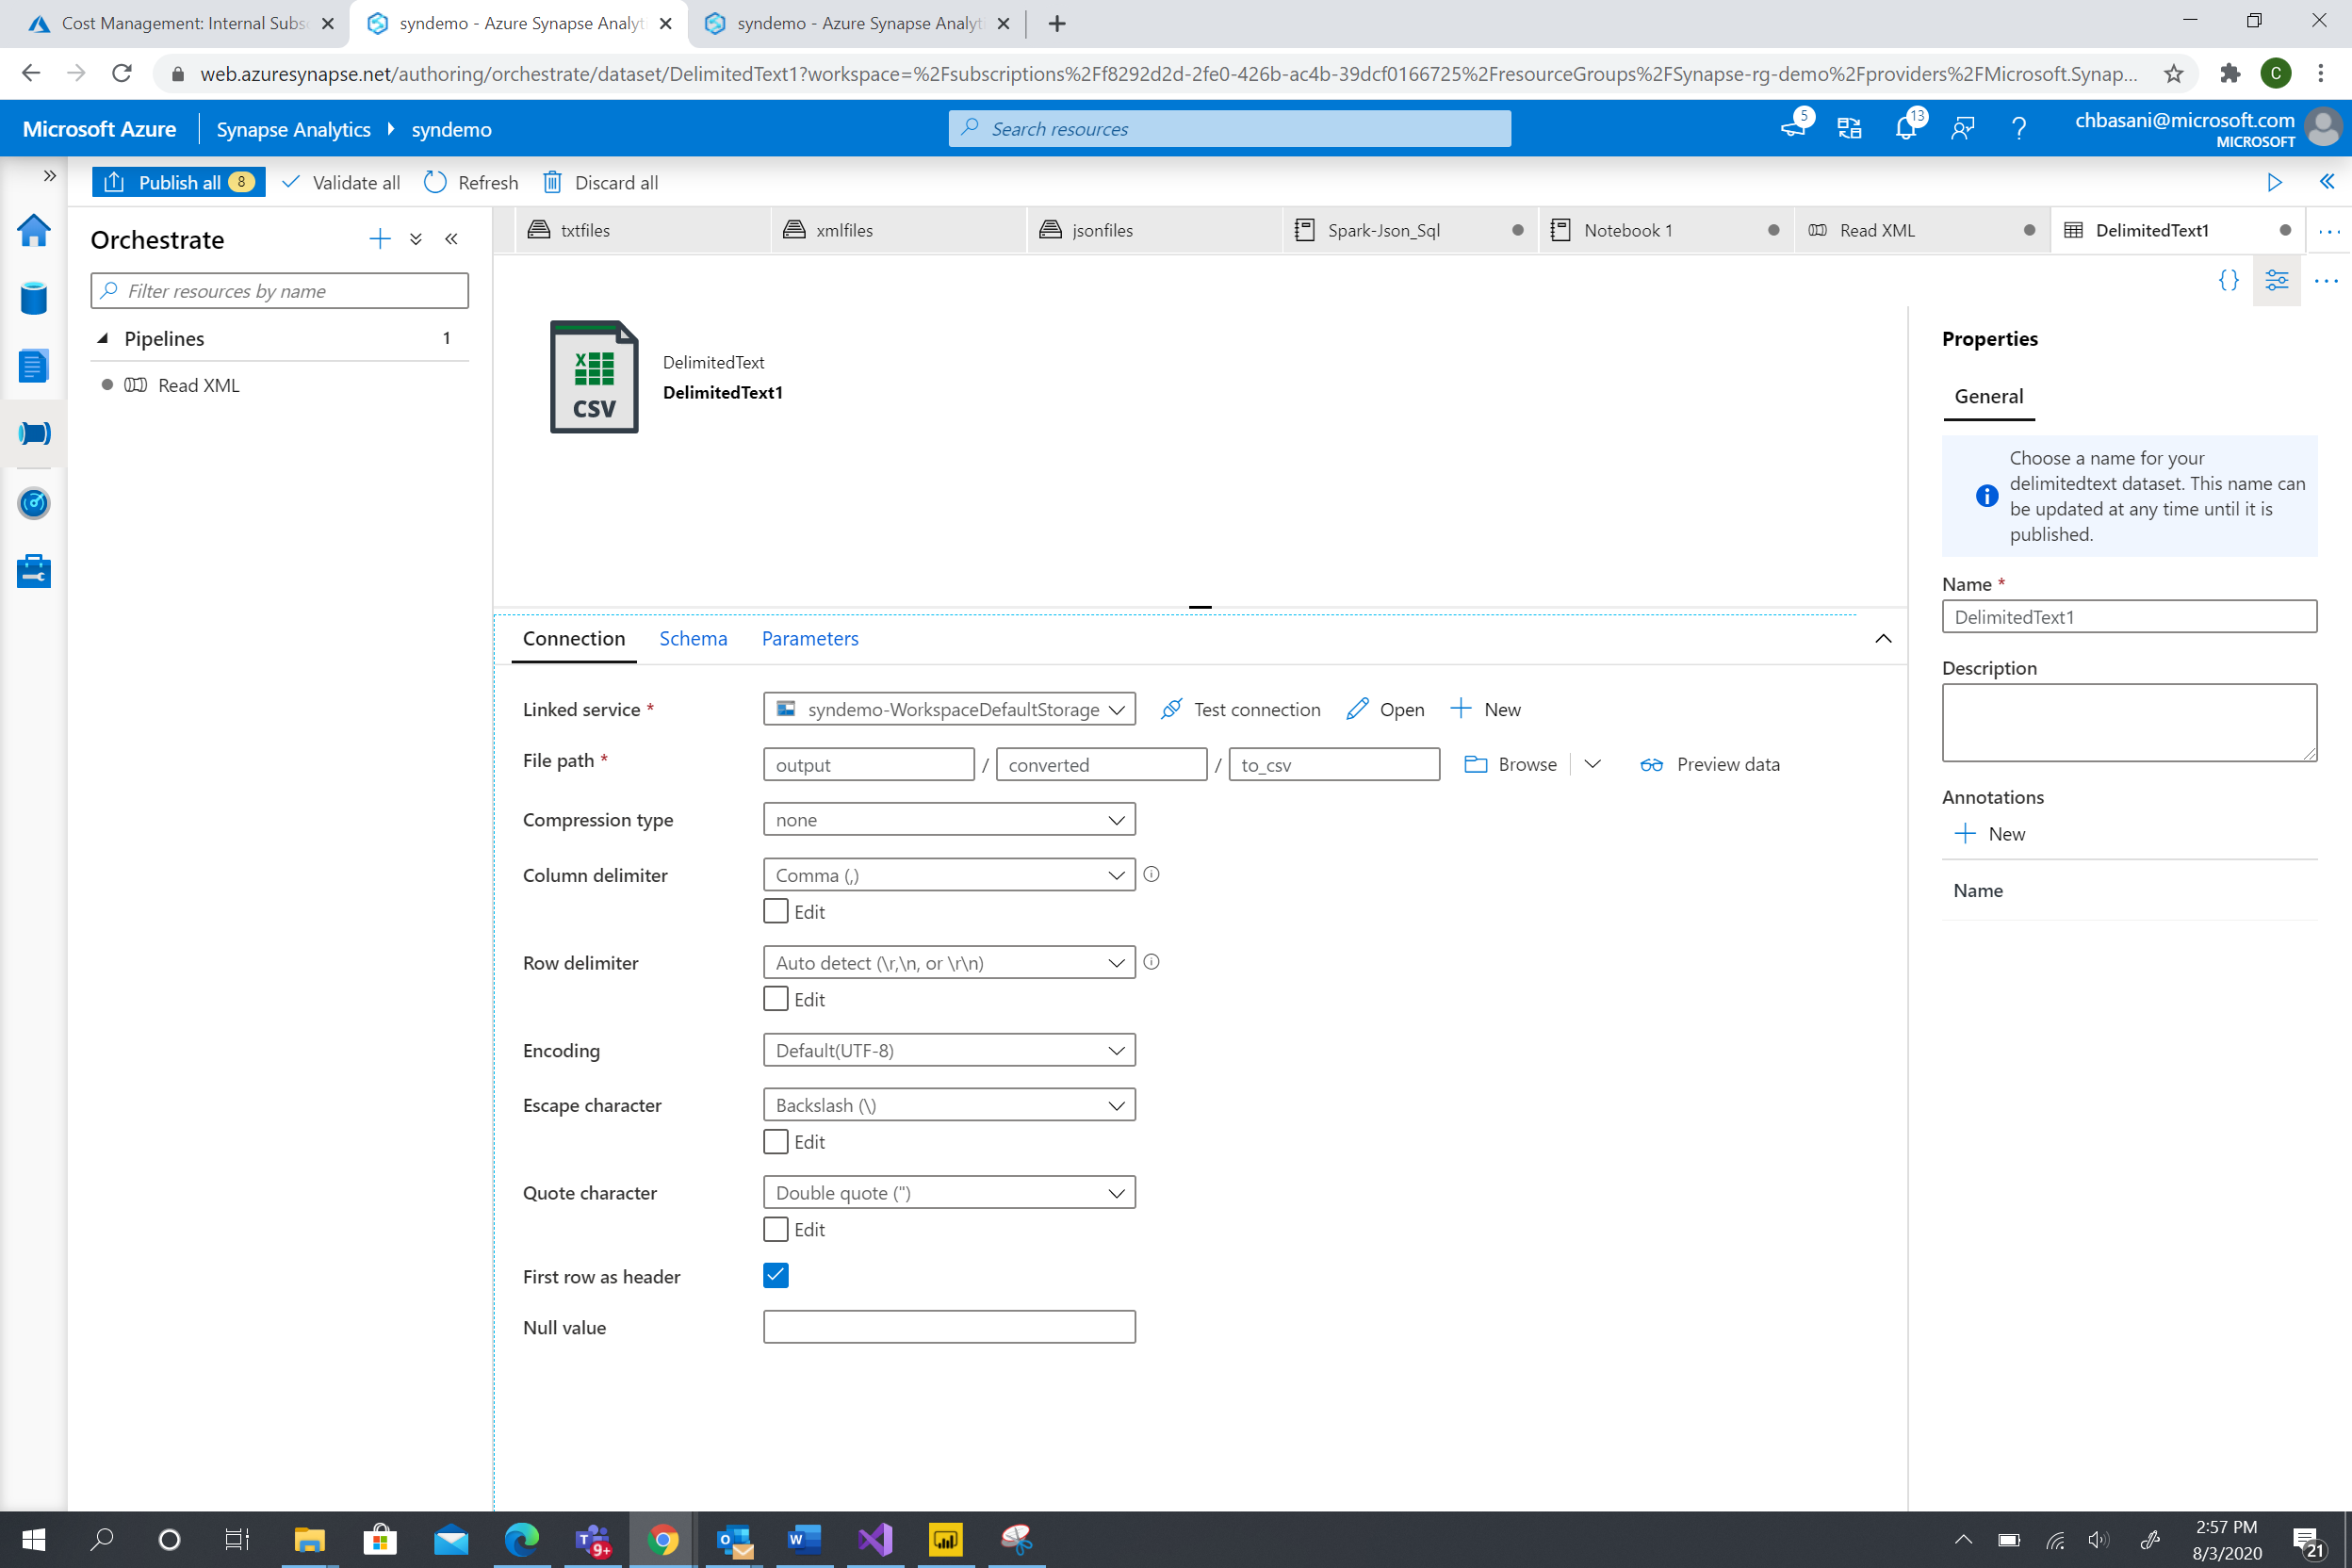 Cost Management: Internal Subs
syndemo - Azure Synapse Analyt
syndemo - Azure Synapse Analyt
web.azuresynapse.net/authoring/orchestrate/dataset/DelimitedText1?workspace=%2Fsubscriptions%2Ff8292d2d-2fe0-426b-ac4b-39dcf0166725%2FresourceGroups%2FSynapse-rg-demo%2Fproviders%2FMicrosoft.Synap...
C
Microsoft Azure
Synapse Analytics
syndemo
Search resources
5
13
chbasani@microsoft.com
MICROSOFT
Publish all 8
Validate all
Refresh
Discard all
Orchestrate
Filter resources by name
Pipelines 1
Read XML
txtfiles
xmlfiles
jsonfiles
Spark-Json_Sql
Notebook 1
Read XML
DelimitedText1
X
CSV
DelimitedText
DelimitedText1
Connection
Schema
Parameters
Linked service *
syndemo-WorkspaceDefaultStorage
Test connection
Open
New
File path *
output / converted / to_csv
Browse
Preview data
Compression type
none
Column delimiter
Comma (,)
Edit
Row delimiter
Auto detect (\r,\n, or \r\n)
Edit
Encoding
Default(UTF-8)
Escape character
Backslash (\)
Edit
Quote character
Double quote (")
Edit
First row as header
Null value
Properties
General
Choose a name for your
delimitedtext dataset. This name can
be updated at any time until it is
published.
Name *
DelimitedText1
Description
Annotations
New
Name
T
9+
O
W
2:57 PM
8/3/2020
21